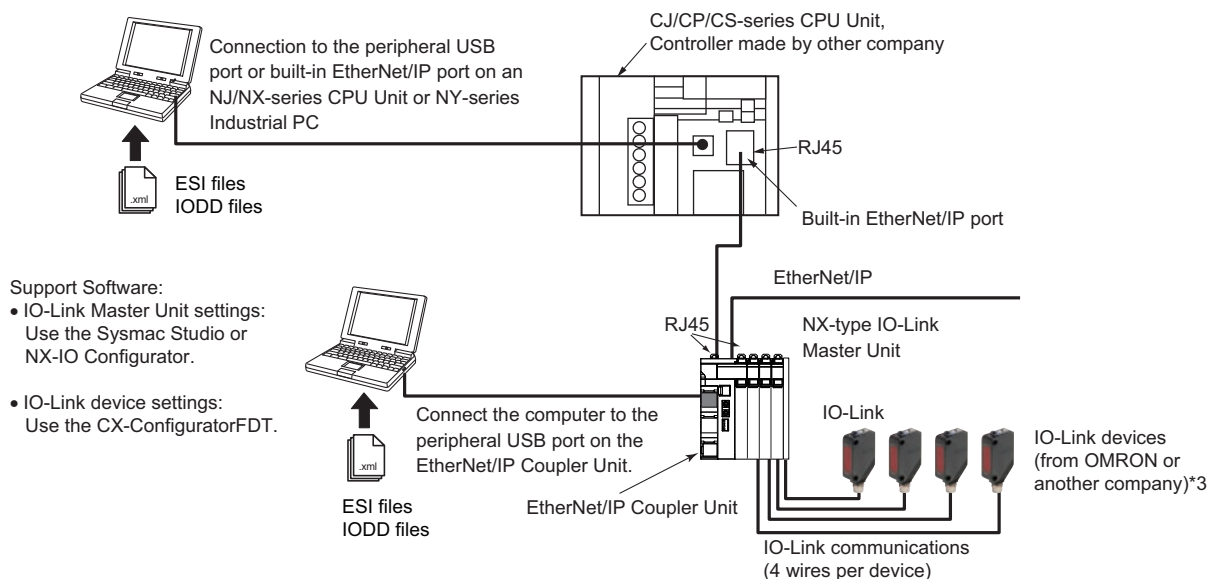 CJ/CP/CS-series CPU Unit,
Controller made by other company
Connection to the peripheral USB
port or built-in EtherNet/IP port on an
NJ/NX-series CPU Unit or NY-series
Industrial PC
RJ45
.xml
ESI files
IODD files
Built-in EtherNet/IP port
EtherNet/IP
Support Software:
• IO-Link Master Unit settings:
Use the Sysmac Studio or
NX-IO Configurator.
• IO-Link device settings:
Use the CX-ConfiguratorFDT.
RJ45
NX-type IO-Link
Master Unit
Connect the computer to the
peripheral USB port on the
EtherNet/IP Coupler Unit.
IO-Link
IO-Link devices
(from OMRON or
another company)*3
.xml
ESI files
IODD files
EtherNet/IP Coupler Unit
IO-Link communications
(4 wires per device)